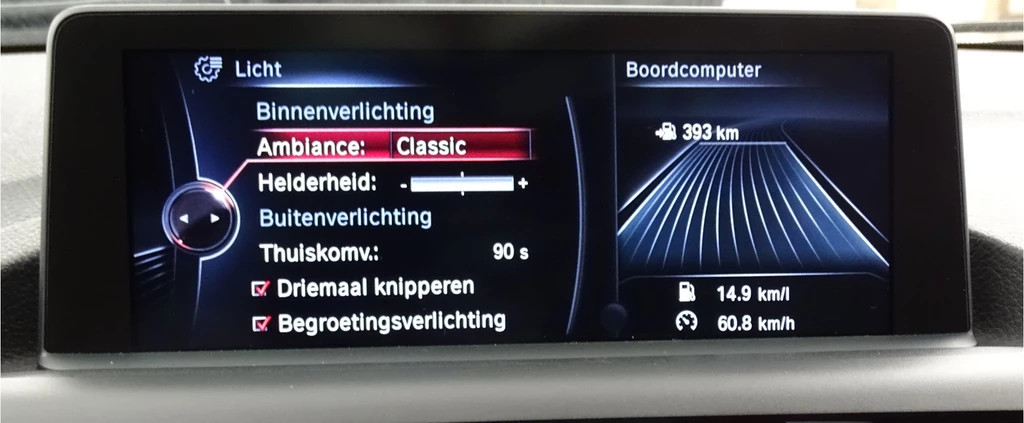 Licht
Binnenverlichting
Ambiance: Classic
Helderheid: - +
Buitenverlichting
Thuiskomv.: 90 s
Driemaal knipperen
Begroetingsverlichting
Boordcomputer
393 km
14.9 km/l
60.8 km/h